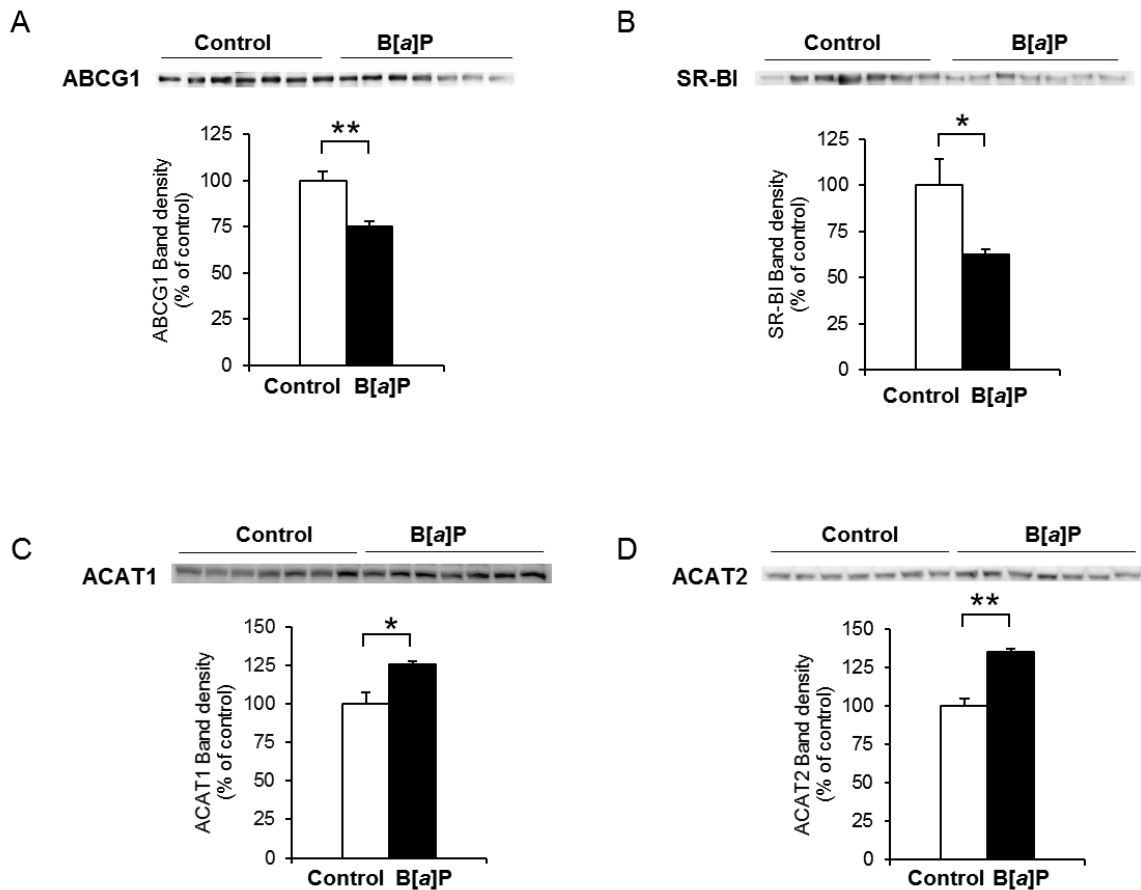 A
Control B[a]P
ABCG1
**
125
100
75
50
25
0
ABCG1 Band density
(% of control)
Control B[a]P
B
Control B[a]P
SR-BI
*
125
100
75
50
25
0
SR-BI Band density
(% of control)
Control B[a]P
C
Control B[a]P
ACAT1
*
150
125
100
75
50
25
0
ACAT1 Band density
(% of control)
Control B[a]P
D
Control B[a]P
ACAT2
**
150
125
100
75
50
25
0
ACAT2 Band density
(% of control)
Control B[a]P